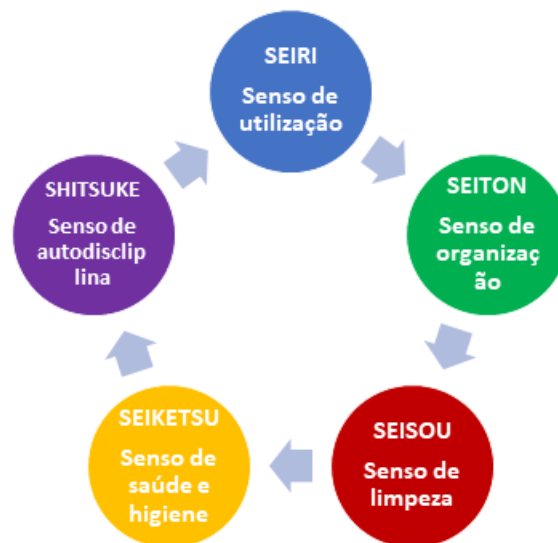 SEIRI
Senso de
utilização
SEITON
Senso de
organizaç
ão
SEISOU
Senso de
limpeza
SEIKETSU
Senso de
saúde e
higiene
SHITSUKE
Senso de
autodisclip
lina